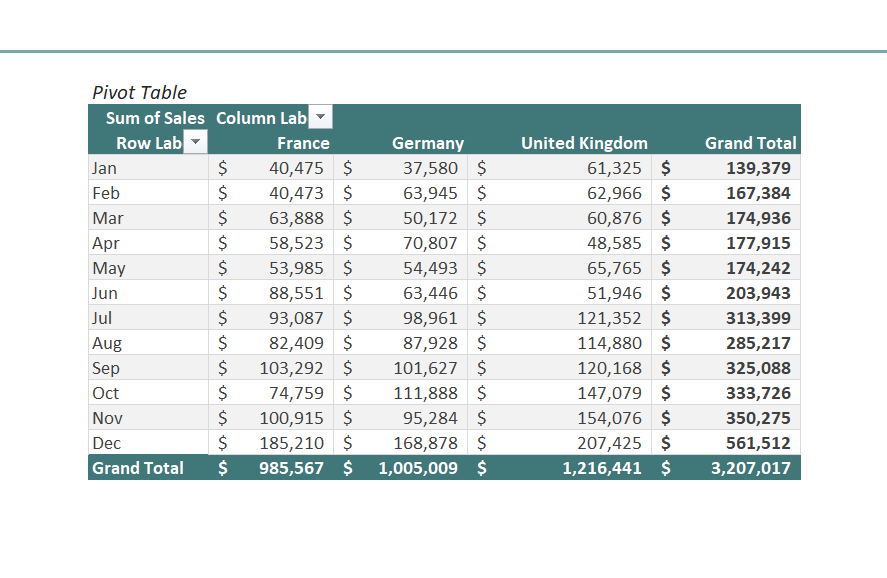 Pivot Table
Sum of Sales Column Lab
Row Lab France Germany United Kingdom Grand Total
Jan $ 40,475 $ 37,580 $ 61,325 $ 139,379
Feb $ 40,473 $ 63,945 $ 62,966 $ 167,384
Mar $ 63,888 $ 50,172 $ 60,876 $ 174,936
Apr $ 58,523 $ 70,807 $ 48,585 $ 177,915
May $ 53,985 $ 54,493 $ 65,765 $ 174,242
Jun $ 88,551 $ 63,446 $ 51,946 $ 203,943
Jul $ 93,087 $ 98,961 $ 121,352 $ 313,399
Aug $ 82,409 $ 87,928 $ 114,880 $ 285,217
Sep $ 103,292 $ 101,627 $ 120,168 $ 325,088
Oct $ 74,759 $ 111,888 $ 147,079 $ 333,726
Nov $ 100,915 $ 95,284 $ 154,076 $ 350,275
Dec $ 185,210 $ 168,878 $ 207,425 $ 561,512
Grand Total $ 985,567 $ 1,005,009 $ 1,216,441 $ 3,207,017